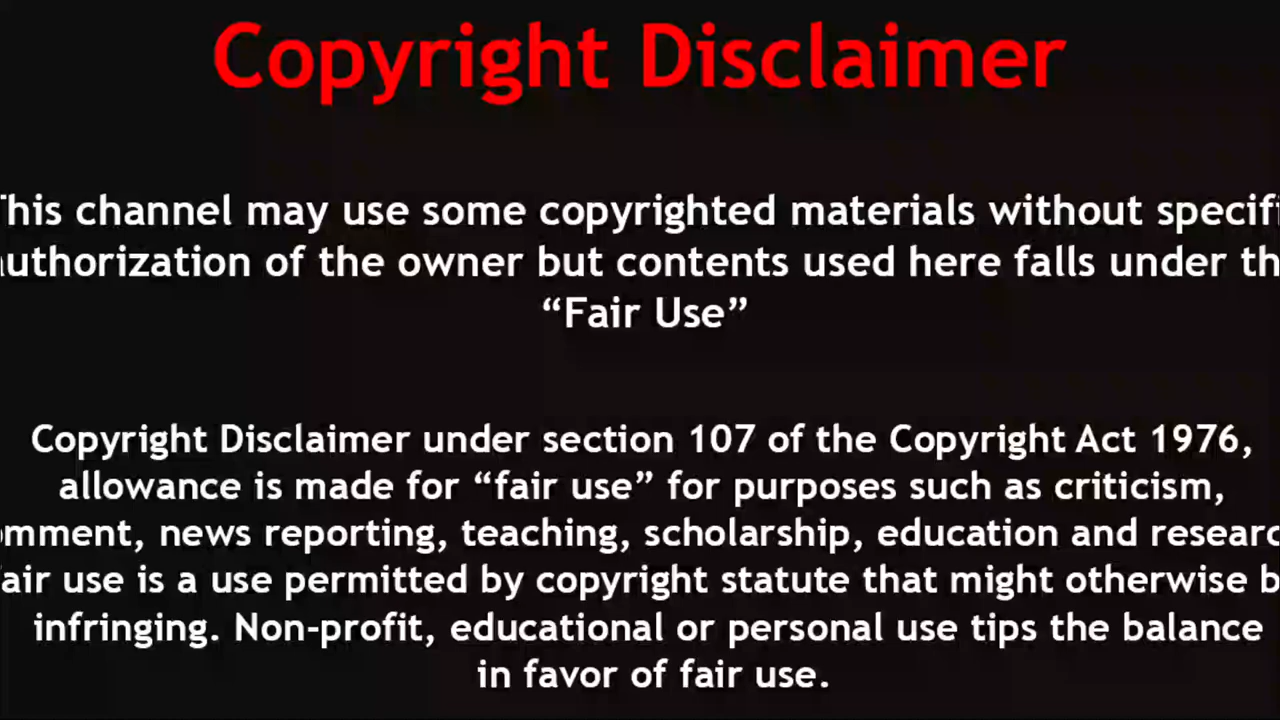 Copyright Disclaimer
This channel may use some copyrighted materials without specifi
authorization of the owner but contents used here falls under th
“Fair Use”
Copyright Disclaimer under section 107 of the Copyright Act 1976,
allowance is made for “fair use” for purposes such as criticism,
omment, news reporting, teaching, scholarship, education and researc
air use is a use permitted by copyright statute that might otherwise b
infringing. Non-profit, educational or personal use tips the balance
in favor of fair use.